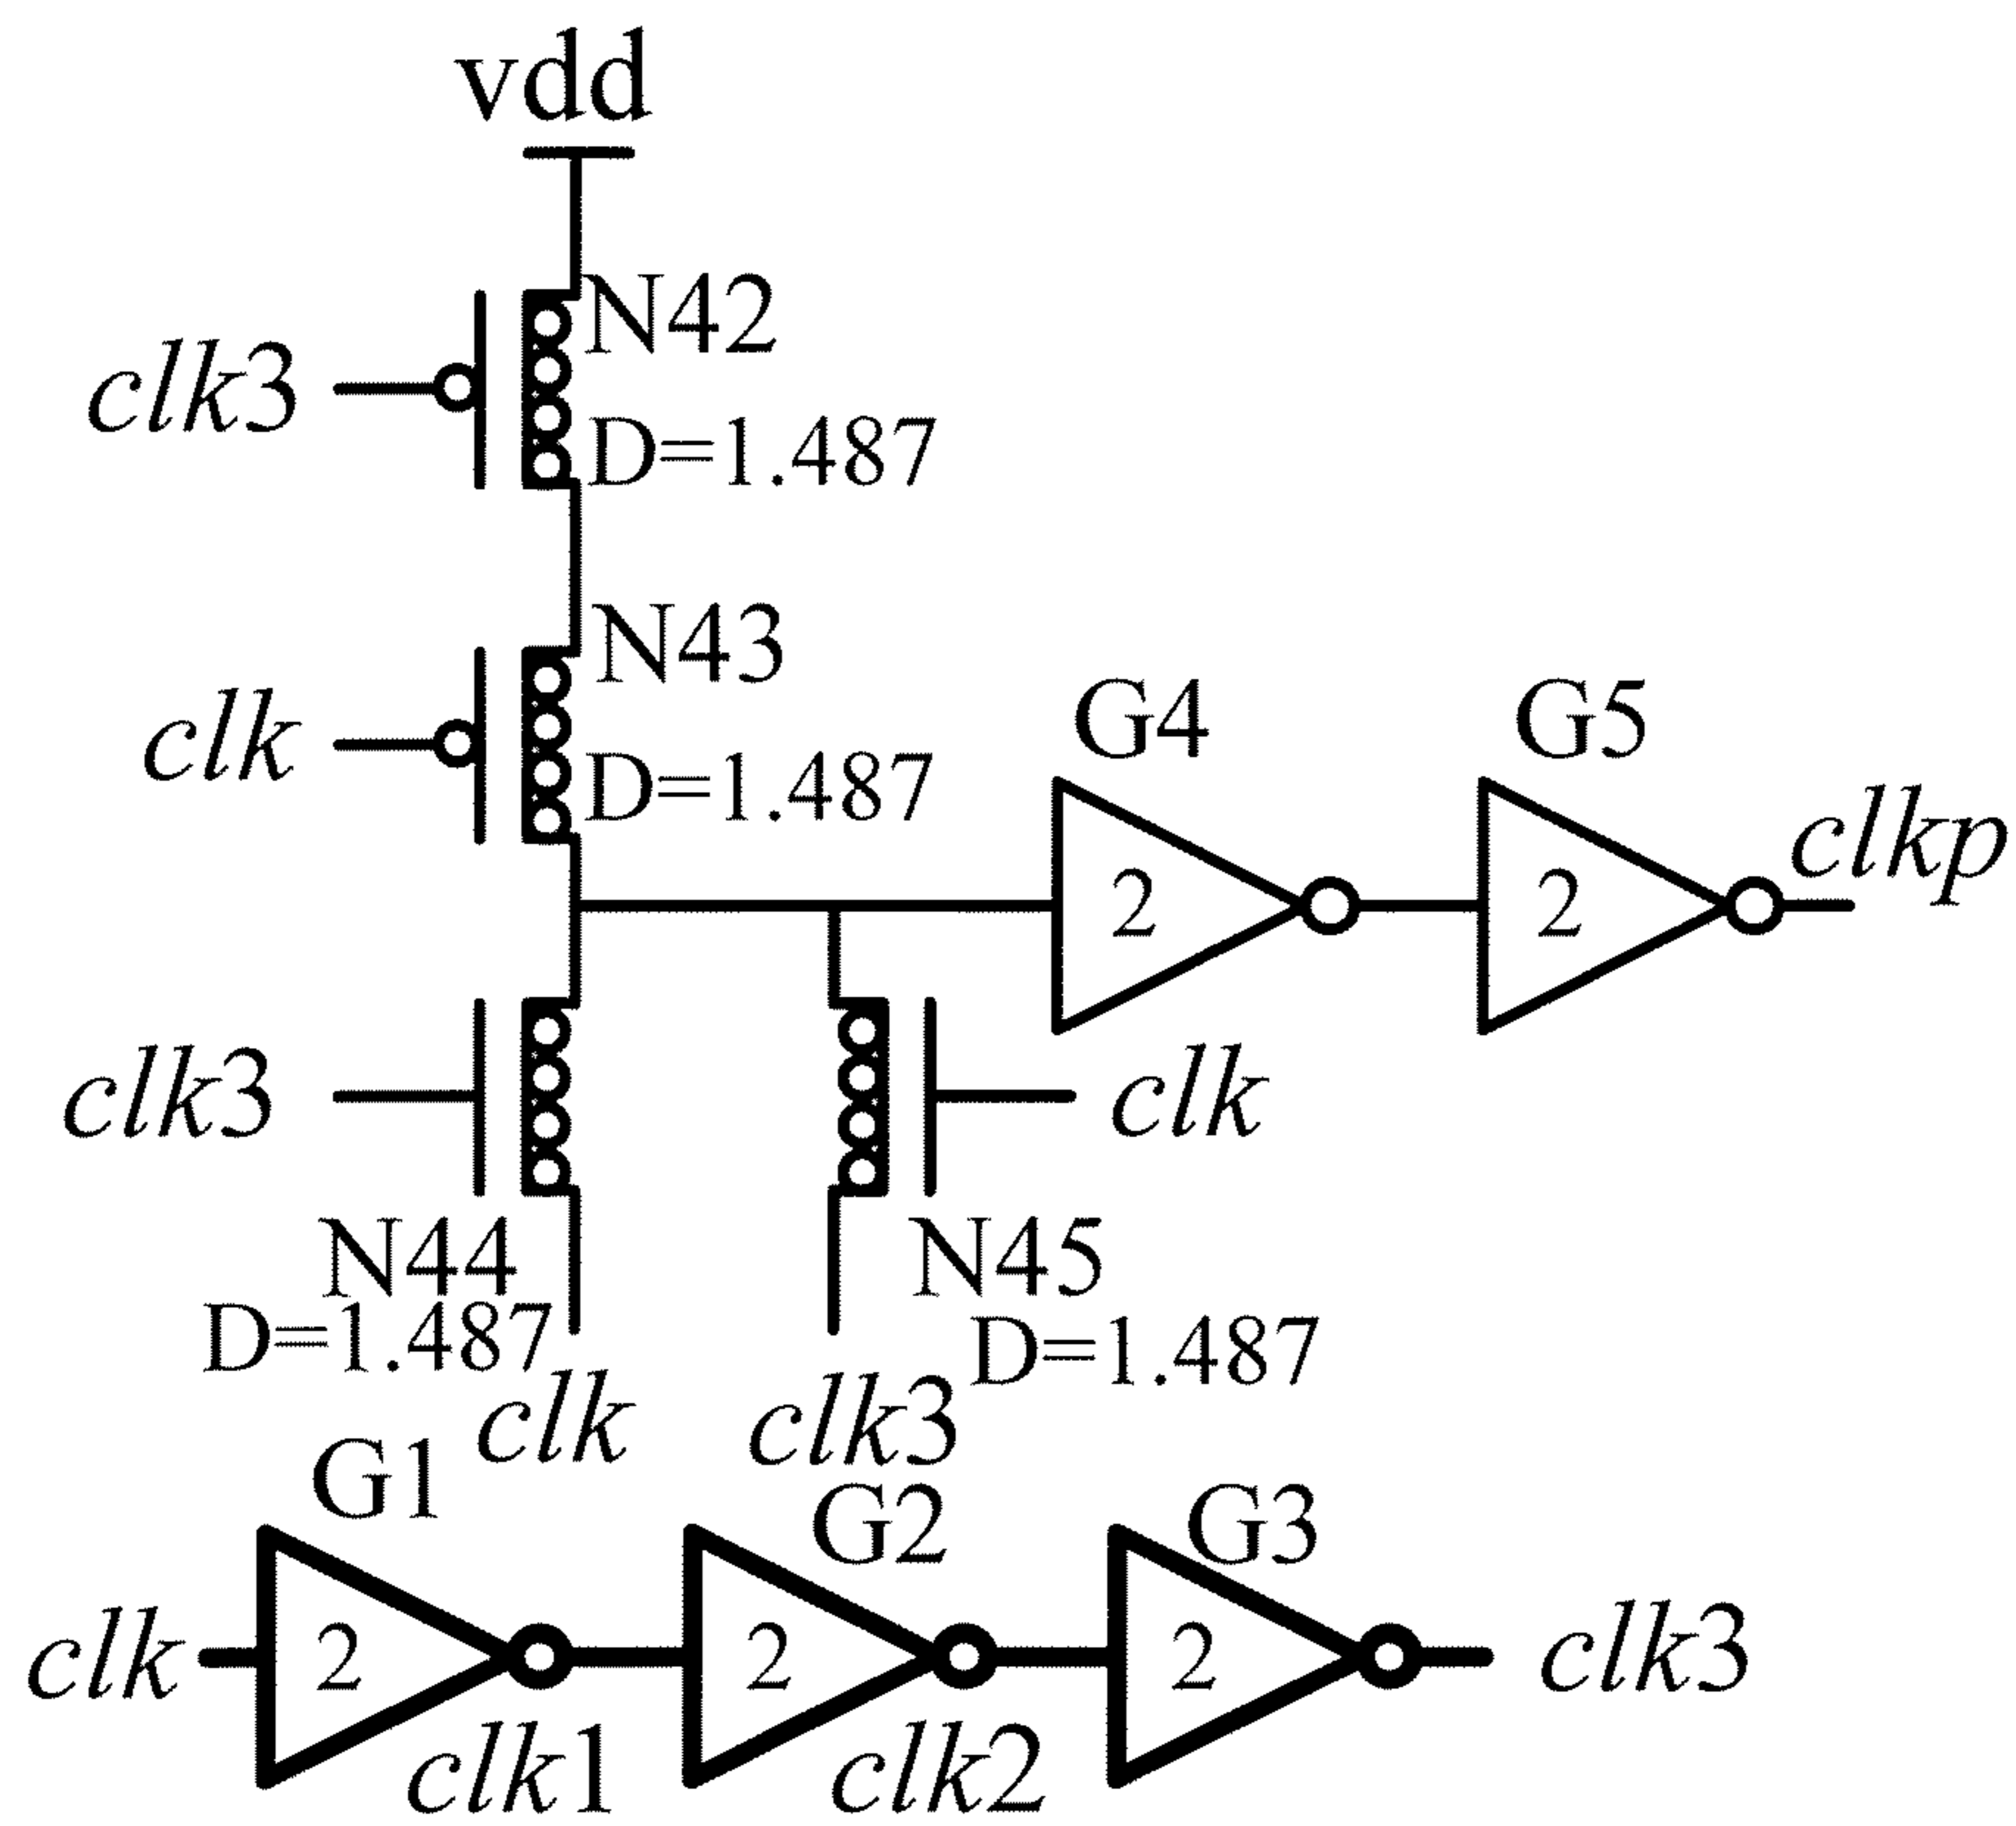 vdd
N42
clk3
D=1.487
N43
clk
D=1.487
G4
G5
2
2
clkp
clk3
clk
N44
D=1.487
N45
D=1.487
clk
clk3
G1
G2
G3
clk
2
2
2
clk3
clk1
clk2